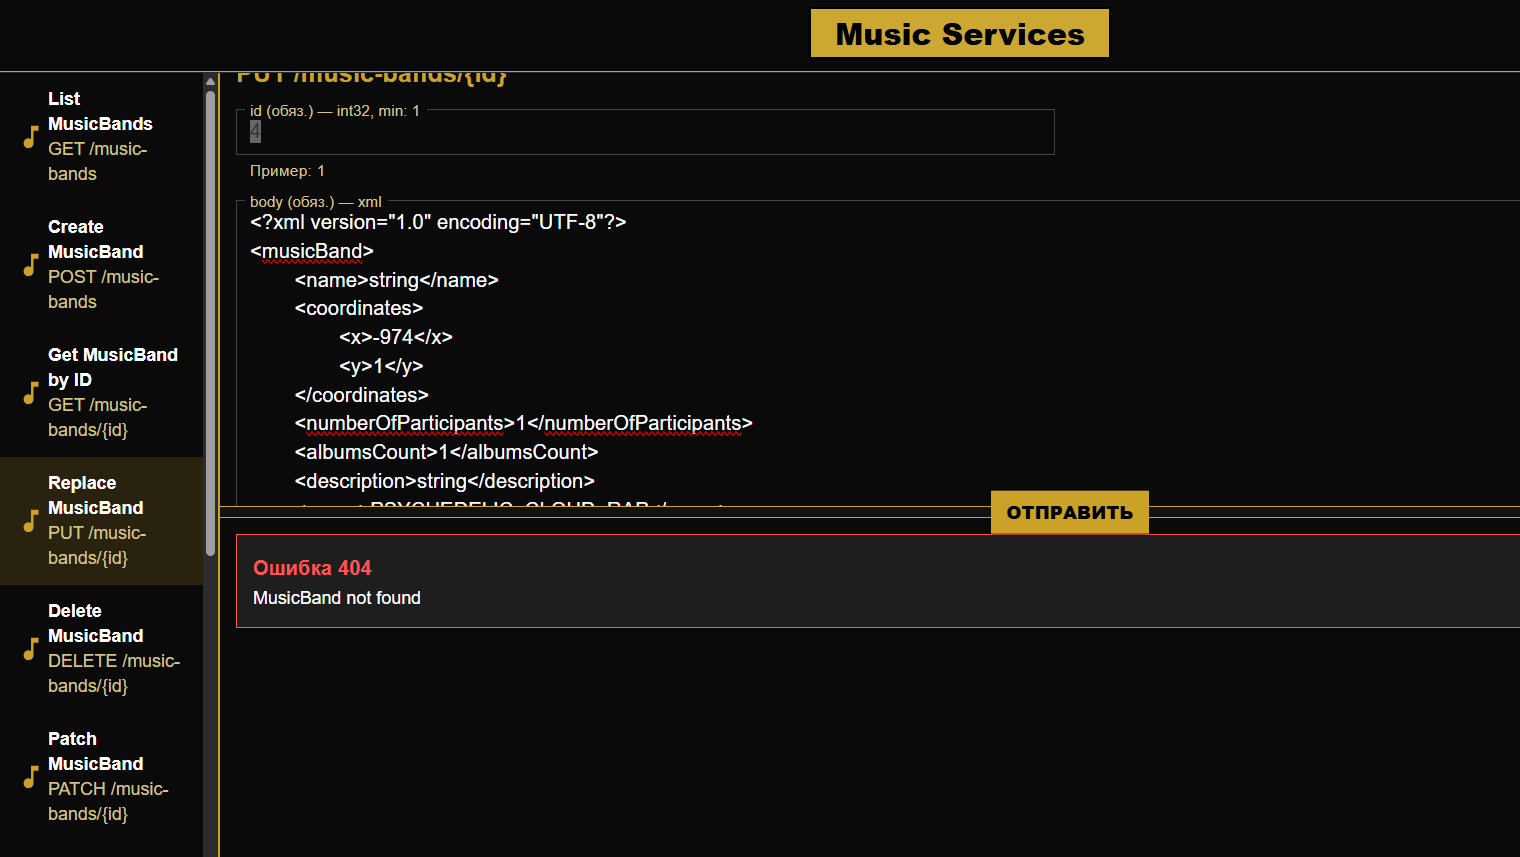 Music Services
List
MusicBands
GET /music-
bands
Create
MusicBand
POST /music-
bands
Get MusicBand
by ID
GET /music-
bands/{id}
Replace
MusicBand
PUT /music-
bands/{id}
Delete
MusicBand
DELETE /music-
bands/{id}
Patch
MusicBand
PATCH /music-
bands/{id}
PUT /music-bands/{id}
id (обяз.) — int32, min: 1
4
Пример: 1
body (обяз.) — xml
<?xml version="1.0" encoding="UTF-8"?>
<musicBand>
<name>string</name>
<coordinates>
<x>-974</x>
<y>1</y>
</coordinates>
<numberOfParticipants>1</numberOfParticipants>
<albumsCount>1</albumsCount>
<description>string</description>
ОТПРАВИТЬ
Ошибка 404
MusicBand not found